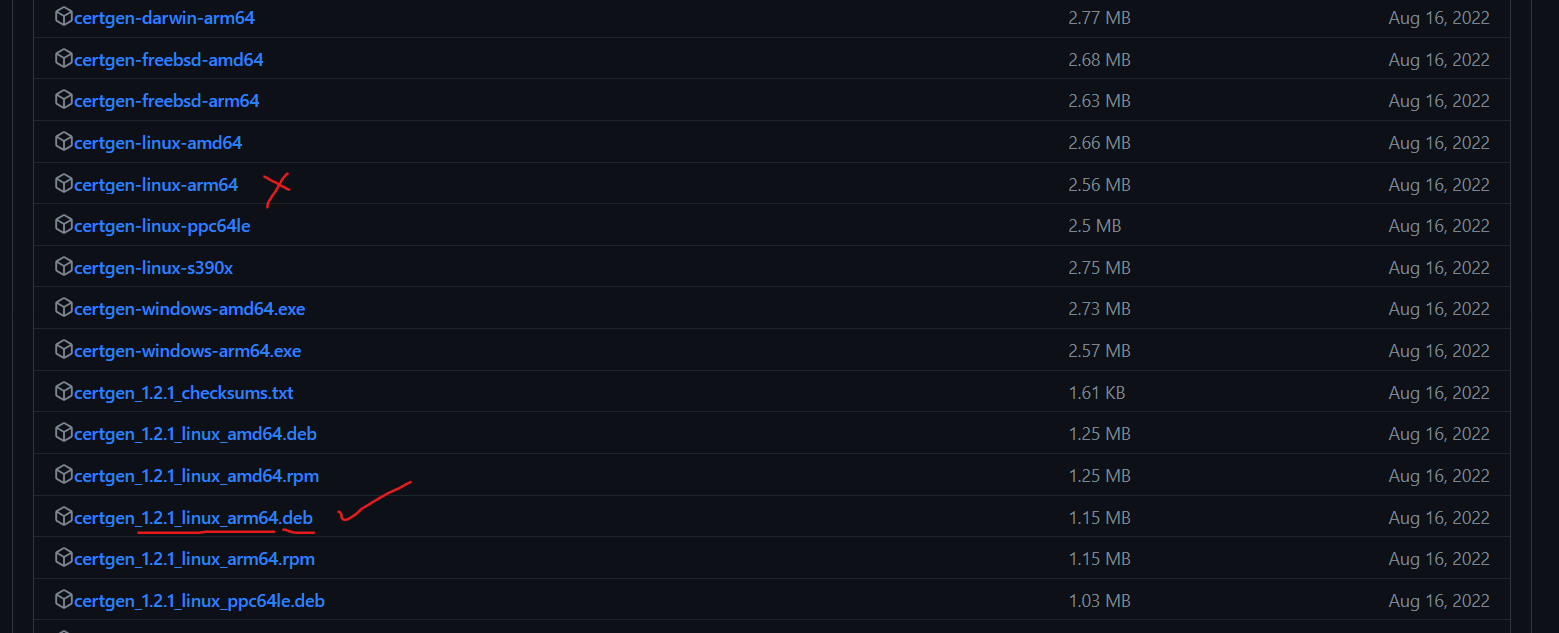 certgen-darwin-arm64 2.77 MB Aug 16, 2022
certgen-freebsd-amd64 2.68 MB Aug 16, 2022
certgen-freebsd-arm64 2.63 MB Aug 16, 2022
certgen-linux-amd64 2.66 MB Aug 16, 2022
certgen-linux-arm64 2.56 MB Aug 16, 2022
certgen-linux-ppc64le 2.5 MB Aug 16, 2022
certgen-linux-s390x 2.75 MB Aug 16, 2022
certgen-windows-amd64.exe 2.73 MB Aug 16, 2022
certgen-windows-arm64.exe 2.57 MB Aug 16, 2022
certgen_1.2.1_checksums.txt 1.61 KB Aug 16, 2022
certgen_1.2.1_linux_amd64.deb 1.25 MB Aug 16, 2022
certgen_1.2.1_linux_amd64.rpm 1.25 MB Aug 16, 2022
certgen_1.2.1_linux_arm64.deb 1.15 MB Aug 16, 2022
certgen_1.2.1_linux_arm64.rpm 1.15 MB Aug 16, 2022
certgen_1.2.1_linux_ppc64le.deb 1.03 MB Aug 16, 2022